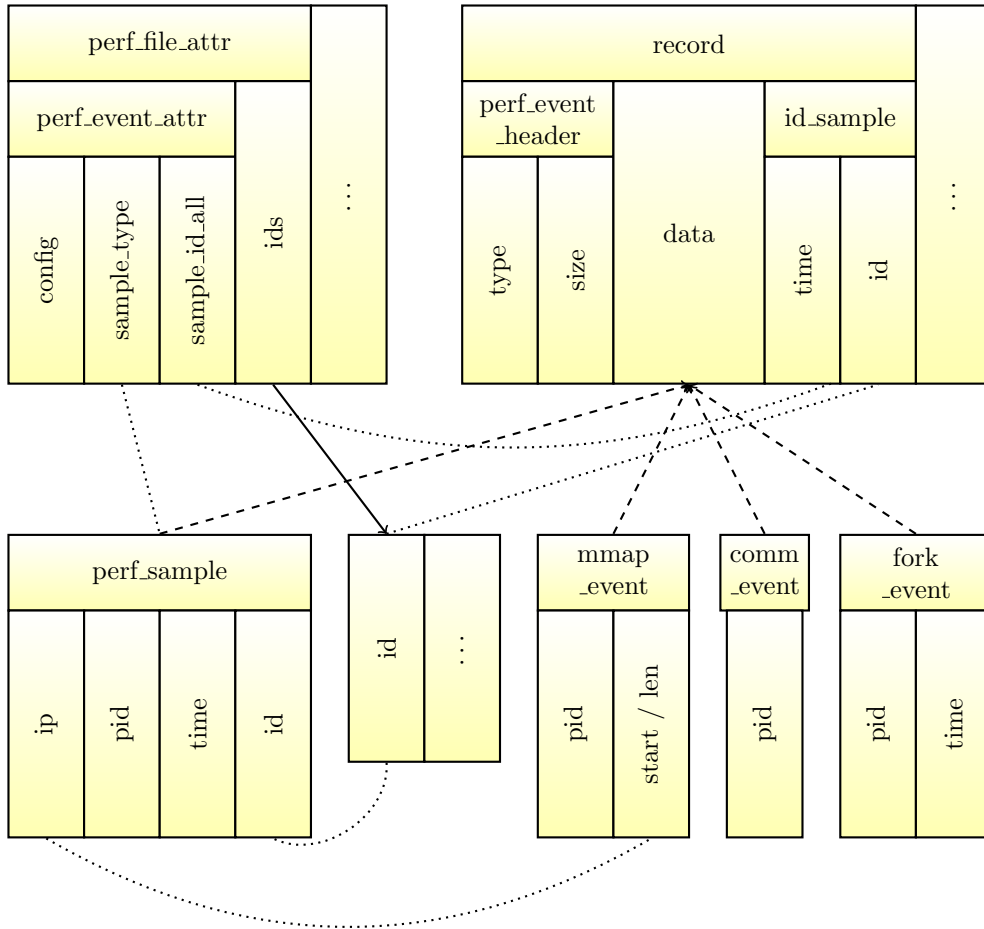 perf_file_attr
perf_event_attr
config
sample_type
sample_id_all
ids
...
record
perf_event
_header
type
size
data
id_sample
time
id
...
perf_sample
ip
pid
time
id
id
...
mmap
_event
pid
start / len
comm
_event
pid
fork
_event
pid
time